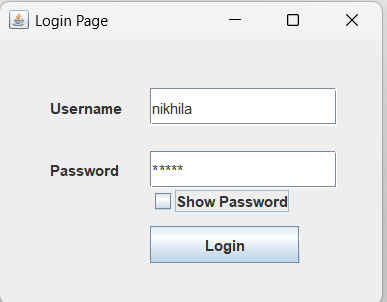 Login Page
Username nikhila
Password *****
Show Password
Login